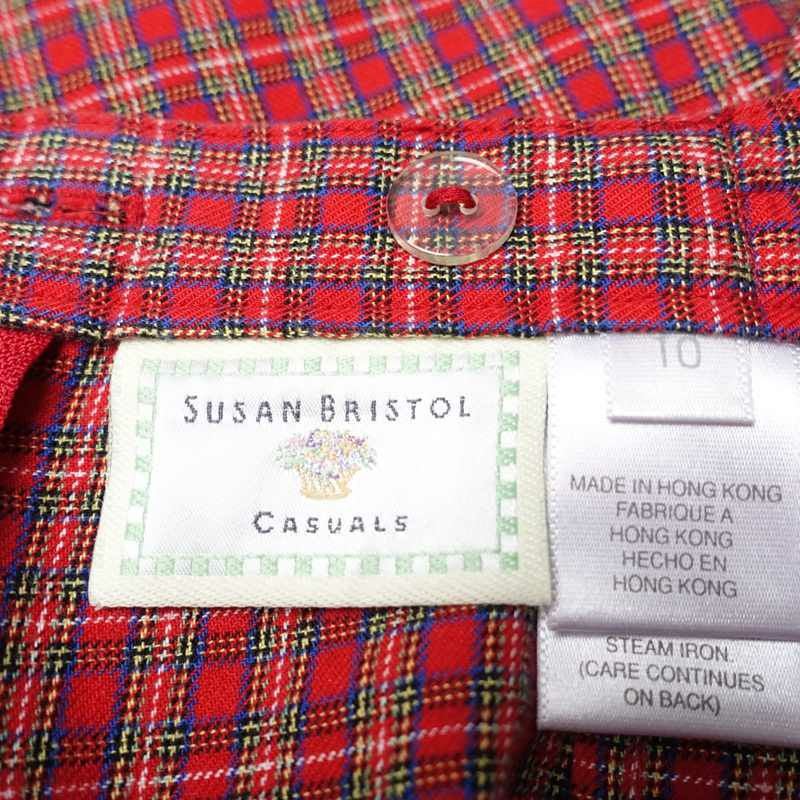 SUSAN BRISTOL
CASUALS
10
MADE IN HONG KONG
FABRIQUE A
HONG KONG
HECHO EN
HONG KONG
STEAM IRON.
(CARE CONTINUES
ON BACK)